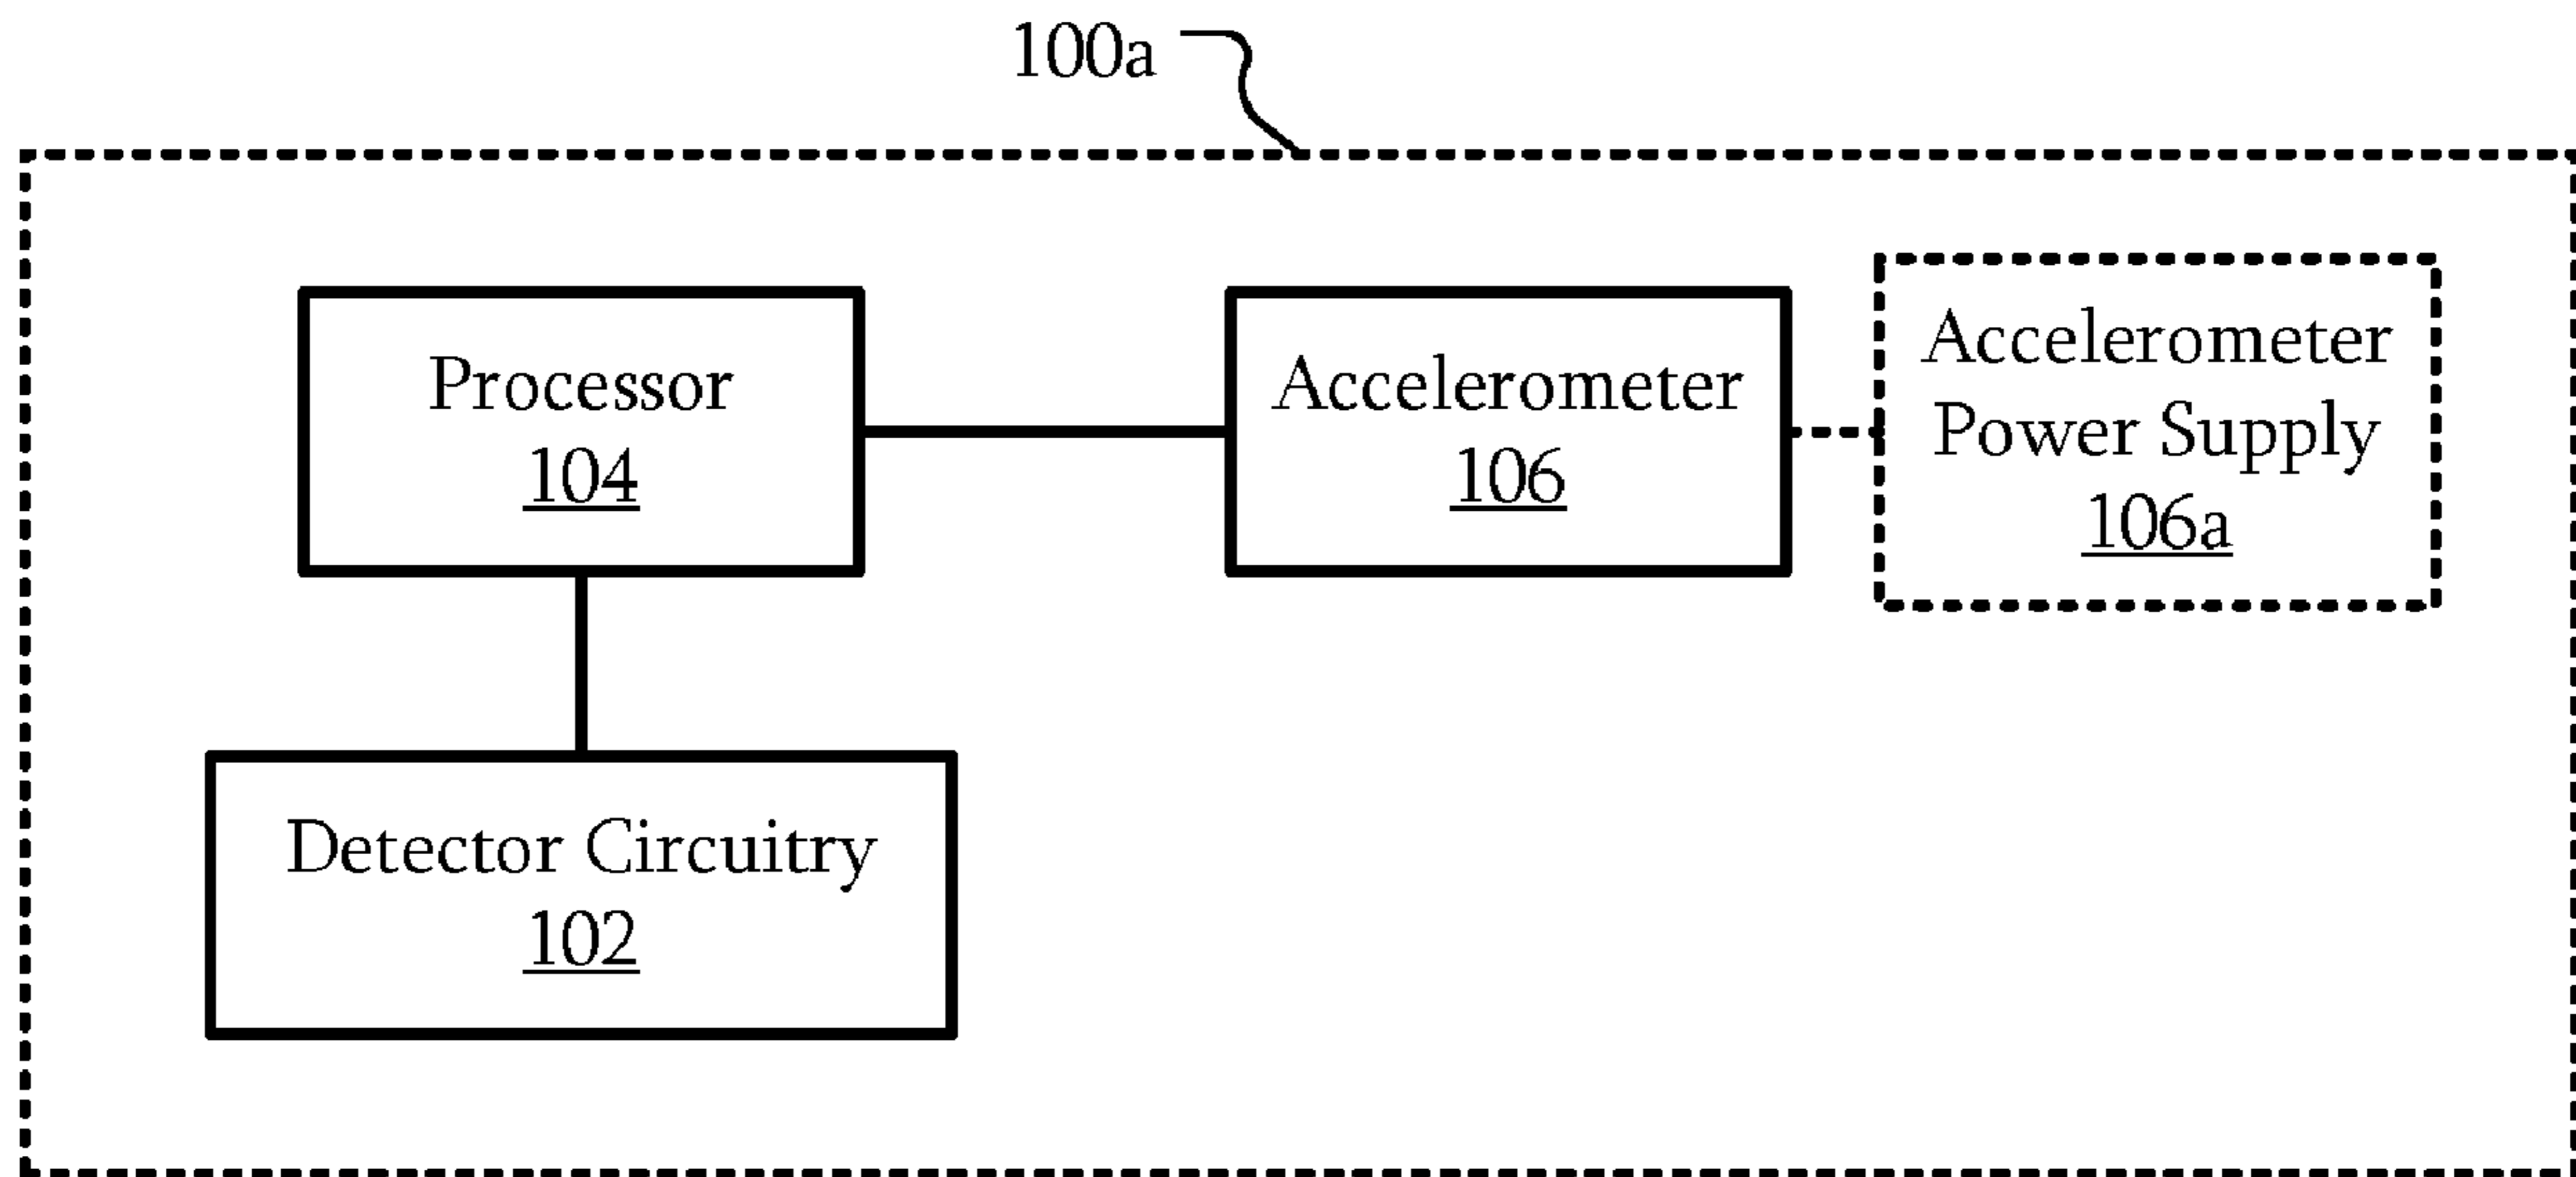 100a
Processor
104
Accelerometer
106
Accelerometer
Power Supply
106a
Detector Circuitry
102